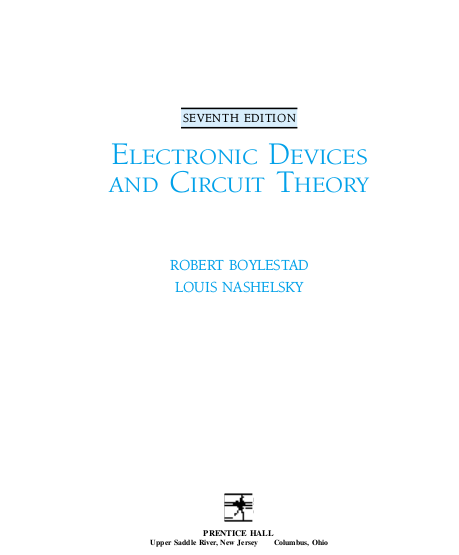 SEVENTH EDITION
ELECTRONIC DEVICES
AND CIRCUIT THEORY
ROBERT BOYLESTAD
LOUIS NASHELSKY
PRENTICE HALL
Upper Saddle River, New Jersey Columbus, Ohio